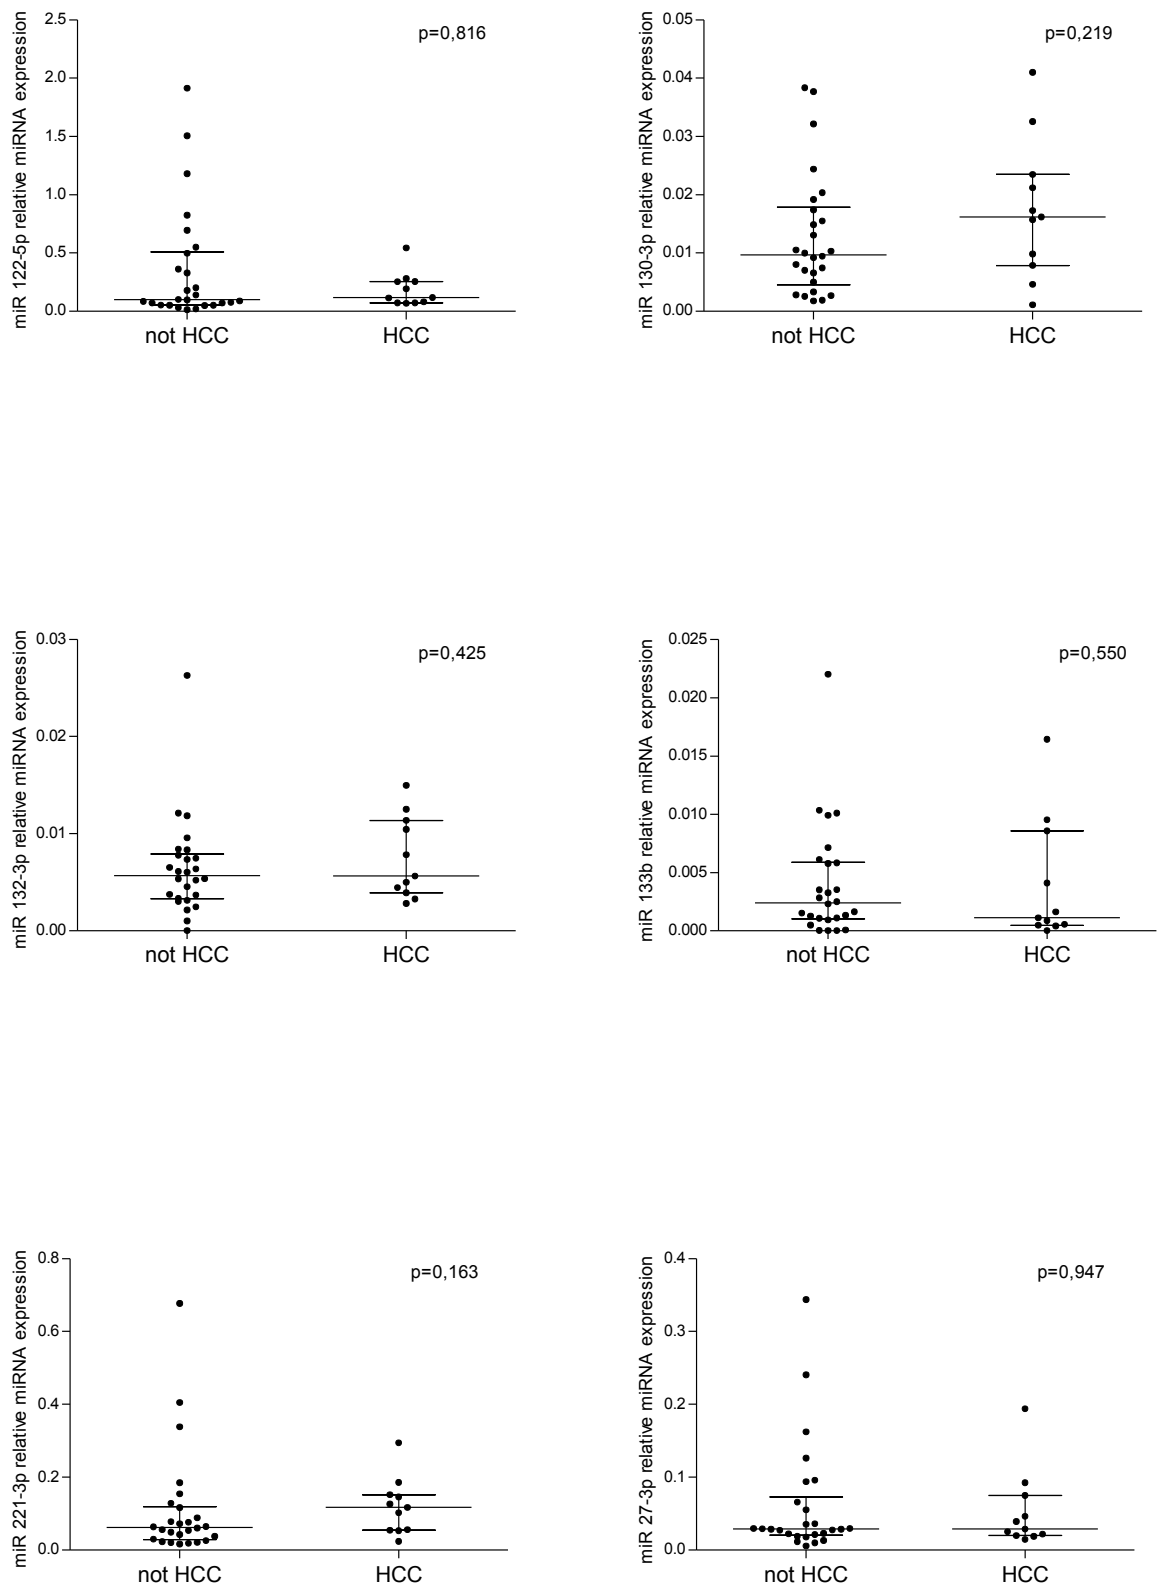 miR 122-5p relative miRNA expression
2.5
2.0
1.5
1.0
0.5
0.0
p=0,816
not HCC
HCC
miR 130-3p relative miRNA expression
0.05
0.04
0.03
0.02
0.01
0.00
p=0,219
not HCC
HCC
miR 132-3p relative miRNA expression
0.03
0.02
0.01
0.00
p=0,425
not HCC
HCC
miR 133b relative miRNA expression
0.025
0.020
0.015
0.010
0.005
0.000
p=0,550
not HCC
HCC
miR 221-3p relative miRNA expression
0.8
0.6
0.4
0.2
0.0
p=0,163
not HCC
HCC
miR 27-3p relative miRNA expression
0.4
0.3
0.2
0.1
0.0
p=0,947
not HCC
HCC